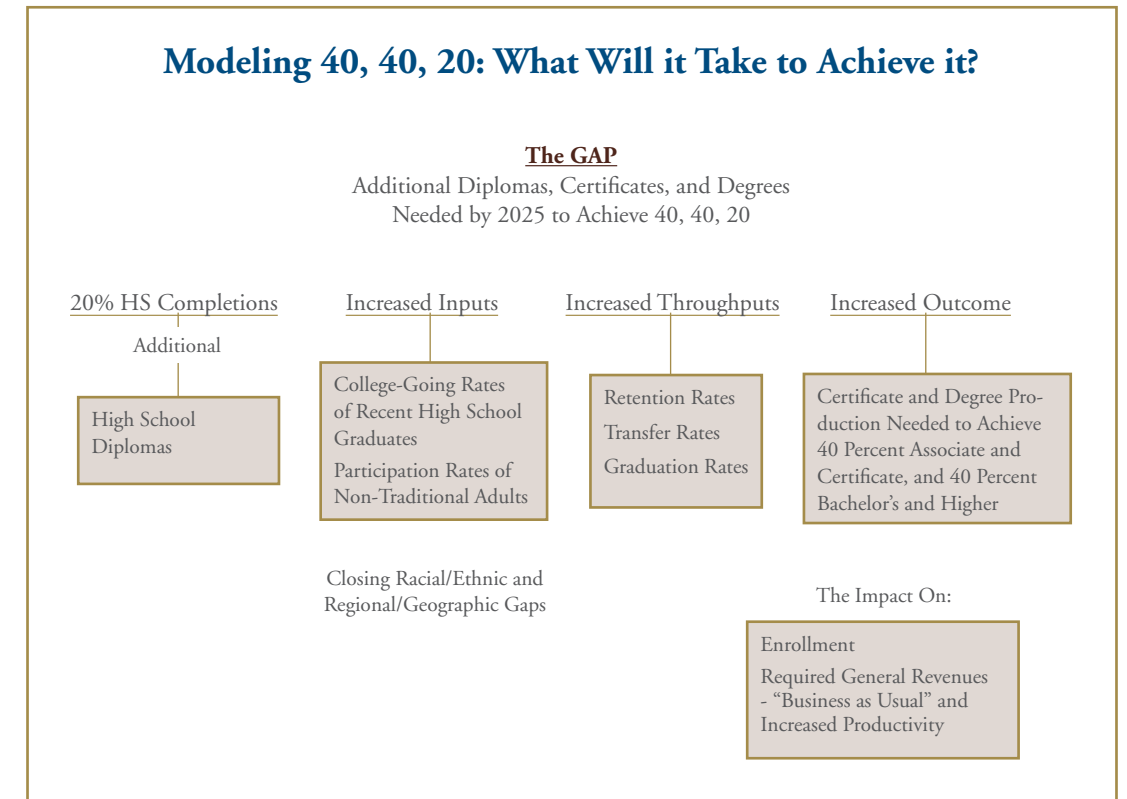 Modeling 40, 40, 20: What Will it Take to Achieve it?
The GAP
Additional Diplomas, Certificates, and Degrees
Needed by 2025 to Achieve 40, 40, 20
20% HS Completions
Additional
High School
Diplomas
Increased Inputs
College-Going Rates
of Recent High School
Graduates
Participation Rates of
Non-Traditional Adults
Closing Racial/Ethnic and
Regional/Geographic Gaps
Increased Throughputs
Retention Rates
Transfer Rates
Graduation Rates
Increased Outcome
Certificate and Degree Pro-
duction Needed to Achieve
40 Percent Associate and
Certificate, and 40 Percent
Bachelor’s and Higher
The Impact On:
Enrollment
Required General Revenues
- “Business as Usual” and
Increased Productivity